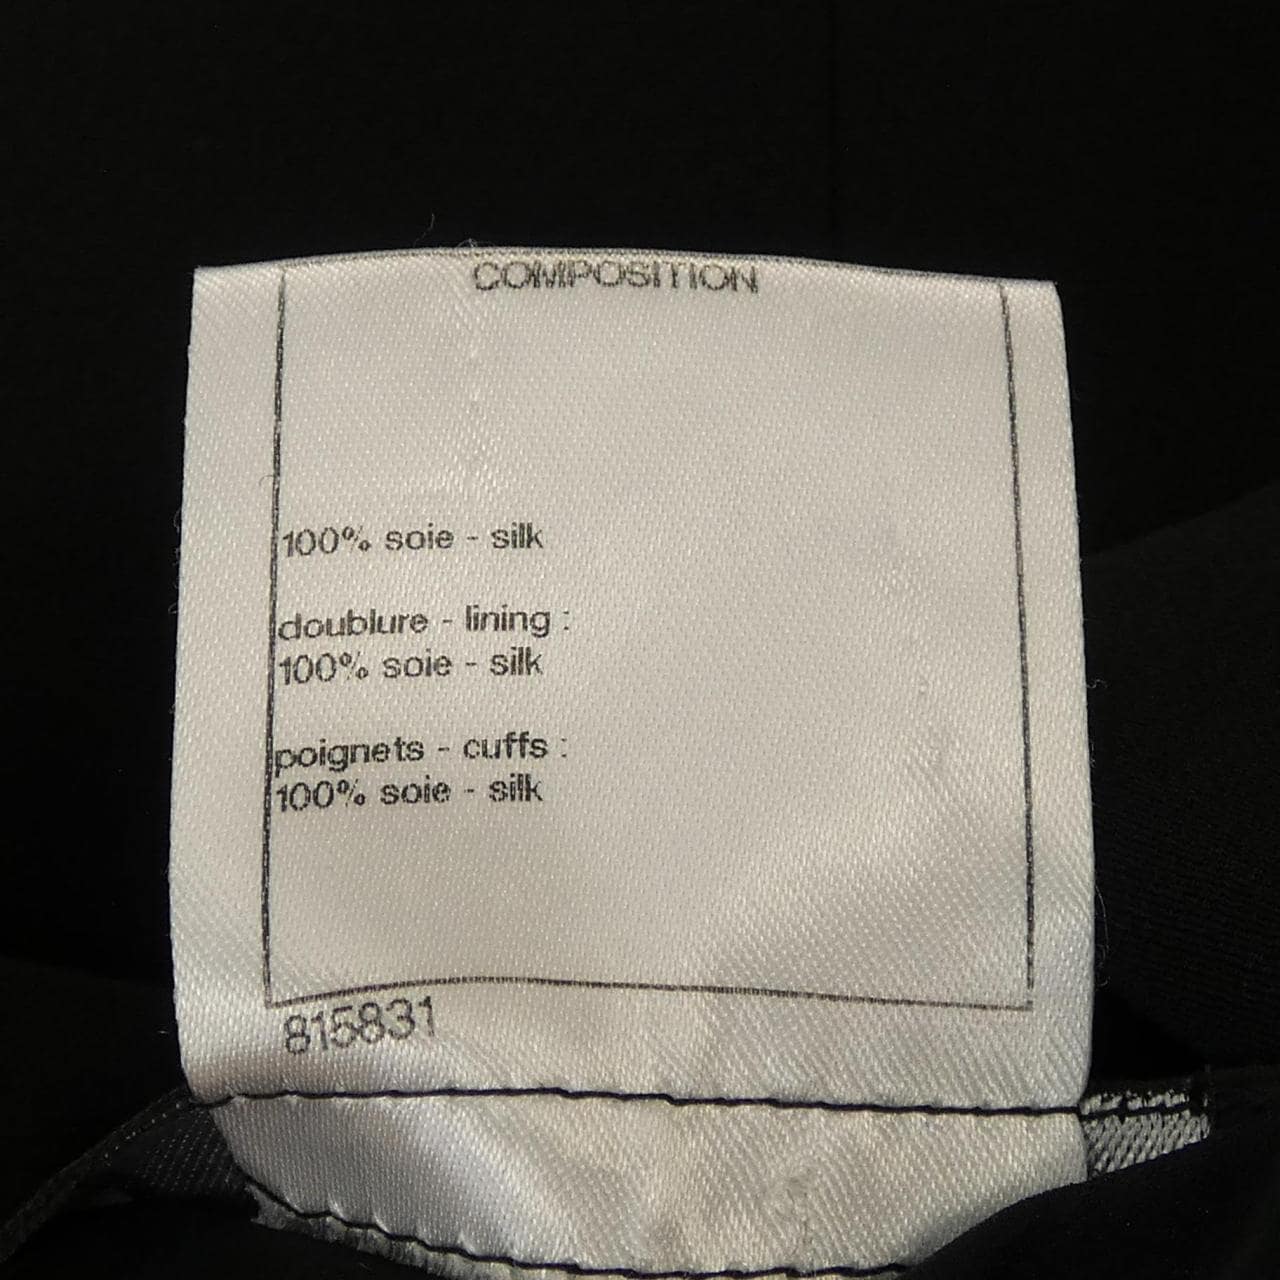 COMPOSITION
100% soie - silk
doublure - lining :
100% soie - silk
poignets - cuffs :
100% soie - silk
815831